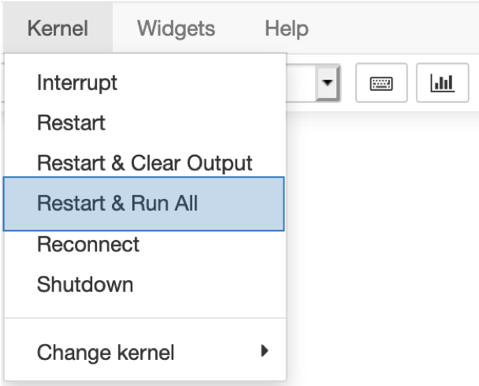 Kernel Widgets Help
Interrupt
Restart
Restart & Clear Output
Restart & Run All
Reconnect
Shutdown
Change kernel